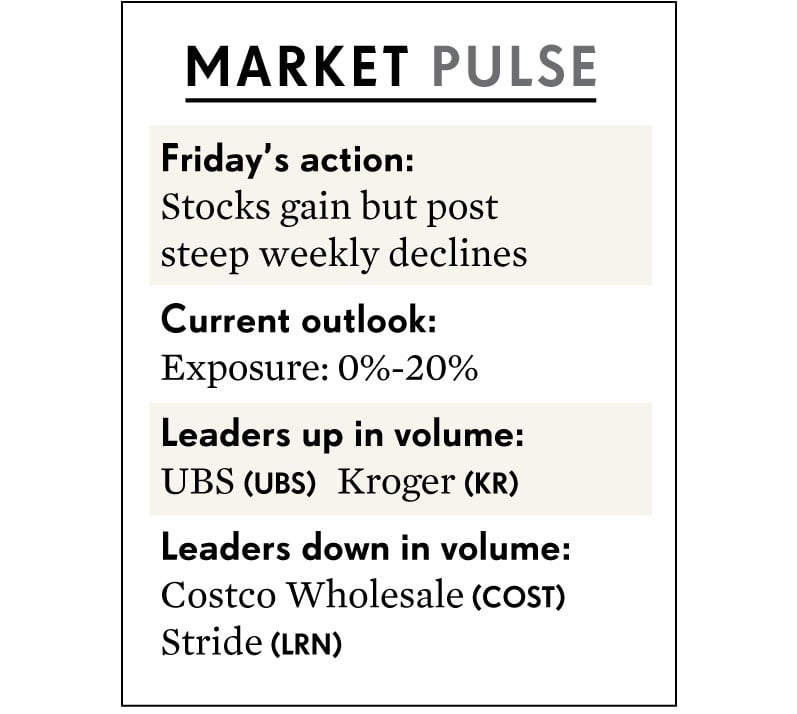 MARKET PULSE
Friday’s action:
Stocks gain but post
steep weekly declines
Current outlook:
Exposure: 0%-20%
Leaders up in volume:
UBS (UBS) Kroger (KR)
Leaders down in volume:
Costco Wholesale (COST)
Stride (LRN)